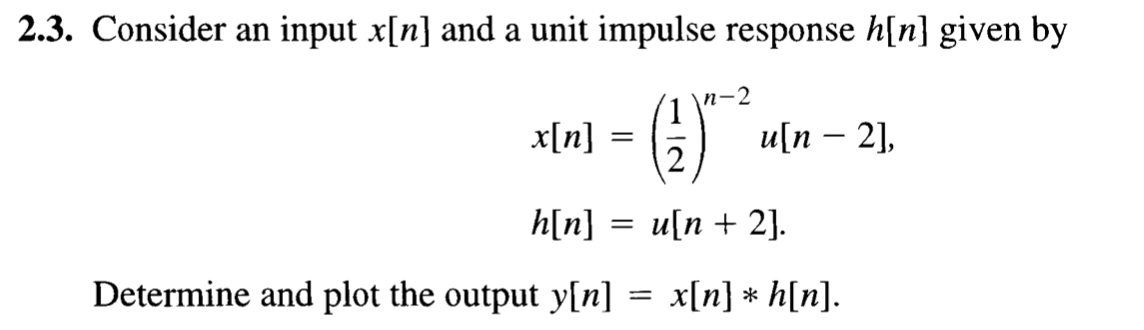 2.3. Consider an input x[n] and a unit impulse response h[n] given by
x[n] = (1/2)^{n−2} u[n − 2],
h[n] = u[n + 2].
Determine and plot the output y[n] = x[n] * h[n].